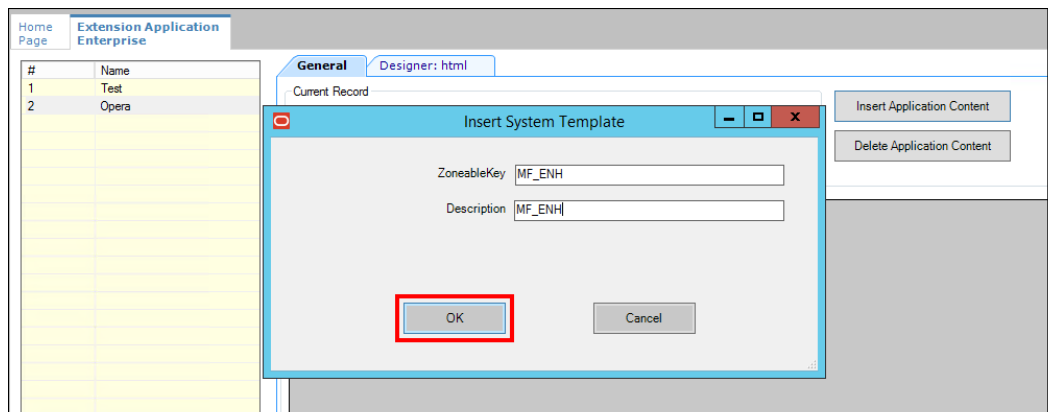 Home
Page
Extension Application
Enterprise
# Name
1 Test
2 Opera
General
Designer: html
Current Record
Insert Application Content
Delete Application Content
Insert System Template
ZoneableKey MF_ENH
Description MF_ENH
OK
Cancel